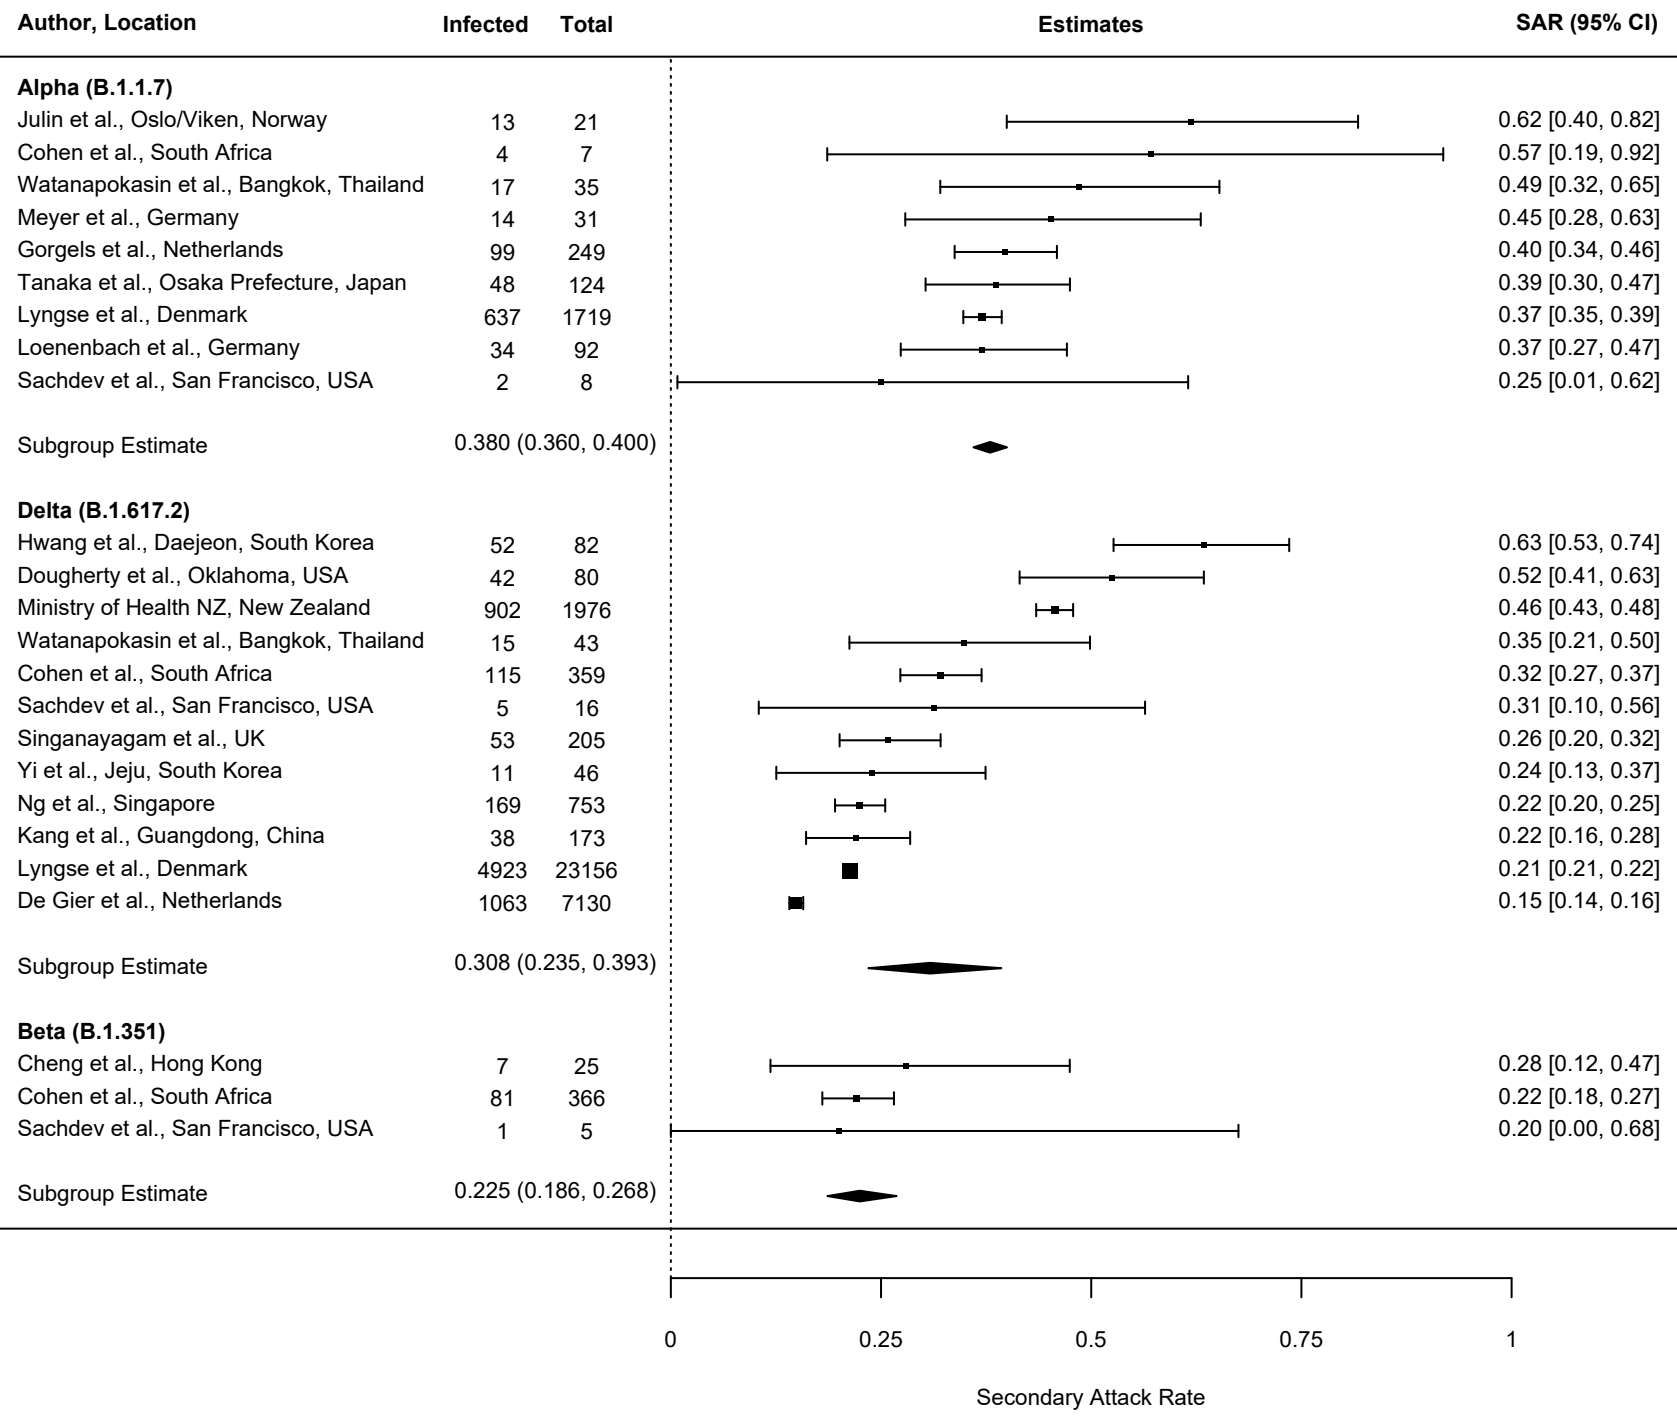 Author, Location Infected Total Estimates SAR (95% CI)
Alpha (B.1.1.7)
Julin et al., Oslo/Viken, Norway 13 21 0.62 [0.40, 0.82]
Cohen et al., South Africa 4 7 0.57 [0.19, 0.92]
Watanapokasin et al., Bangkok, Thailand 17 35 0.49 [0.32, 0.65]
Meyer et al., Germany 14 31 0.45 [0.28, 0.63]
Gorgels et al., Netherlands 99 249 0.40 [0.34, 0.46]
Tanaka et al., Osaka Prefecture, Japan 48 124 0.39 [0.30, 0.47]
Lyngse et al., Denmark 637 1719 0.37 [0.35, 0.39]
Loenenbach et al., Germany 34 92 0.37 [0.27, 0.47]
Sachdev et al., San Francisco, USA 2 8 0.25 [0.01, 0.62]
Subgroup Estimate 0.380 (0.360, 0.400)
Delta (B.1.617.2)
Hwang et al., Daejeon, South Korea 52 82 0.63 [0.53, 0.74]
Dougherty et al., Oklahoma, USA 42 80 0.52 [0.41, 0.63]
Ministry of Health NZ, New Zealand 902 1976 0.46 [0.43, 0.48]
Watanapokasin et al., Bangkok, Thailand 15 43 0.35 [0.21, 0.50]
Cohen et al., South Africa 115 359 0.32 [0.27, 0.37]
Sachdev et al., San Francisco, USA 5 16 0.31 [0.10, 0.56]
Singanayagam et al., UK 53 205 0.26 [0.20, 0.32]
Yi et al., Jeju, South Korea 11 46 0.24 [0.13, 0.37]
Ng et al., Singapore 169 753 0.22 [0.20, 0.25]
Kang et al., Guangdong, China 38 173 0.22 [0.16, 0.28]
Lyngse et al., Denmark 4923 23156 0.21 [0.21, 0.22]
De Gier et al., Netherlands 1063 7130 0.15 [0.14, 0.16]
Subgroup Estimate 0.308 (0.235, 0.393)
Beta (B.1.351)
Cheng et al., Hong Kong 7 25 0.28 [0.12, 0.47]
Cohen et al., South Africa 81 366 0.22 [0.18, 0.27]
Sachdev et al., San Francisco, USA 1 5 0.20 [0.00, 0.68]
Subgroup Estimate 0.225 (0.186, 0.268)
0 0.25 0.5 0.75 1
Secondary Attack Rate